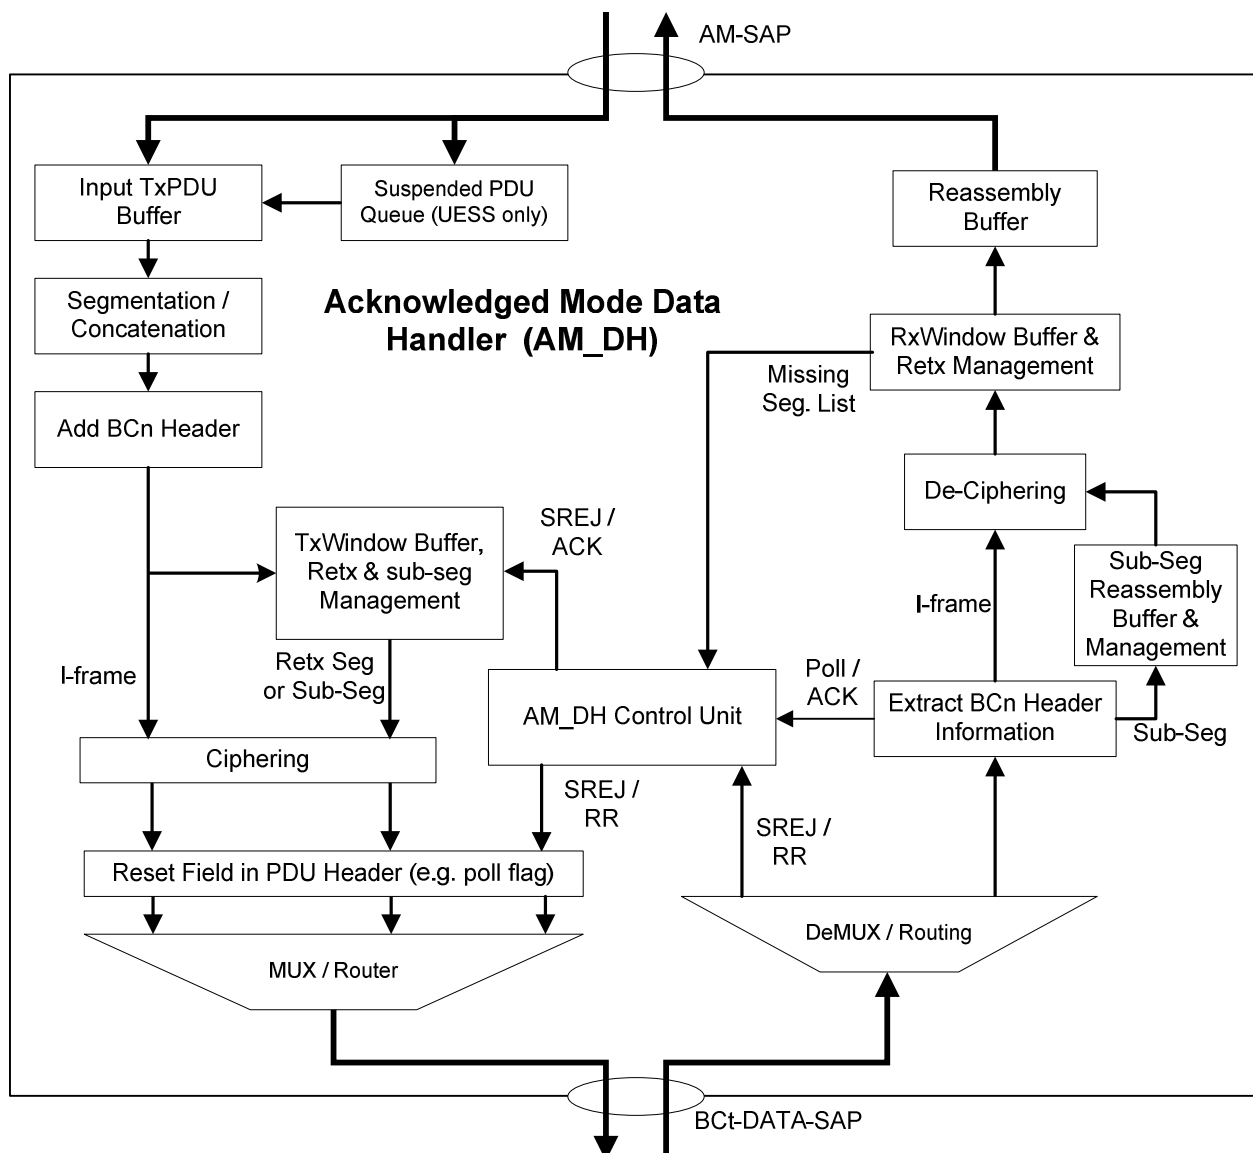 AM-SAP
Input TxPDU
Buffer
Suspended PDU
Queue (UESS only)
Reassembly
Buffer
Segmentation /
Concatenation
Acknowledged Mode Data
Handler (AM_DH)
RxWindow Buffer &
Retx Management
Missing
Seg. List
Add BCn Header
De-Ciphering
SREJ /
ACK
TxWindow Buffer,
Retx & sub-seg
Management
Sub-Seg
Reassembly
Buffer &
Management
I-frame
I-frame
Retx Seg
or Sub-Seg
Poll /
ACK
AM_DH Control Unit
Extract BCn Header
Information
Sub-Seg
Ciphering
SREJ /
RR
SREJ /
RR
Reset Field in PDU Header (e.g. poll flag)
DeMUX / Routing
MUX / Router
BCt-DATA-SAP